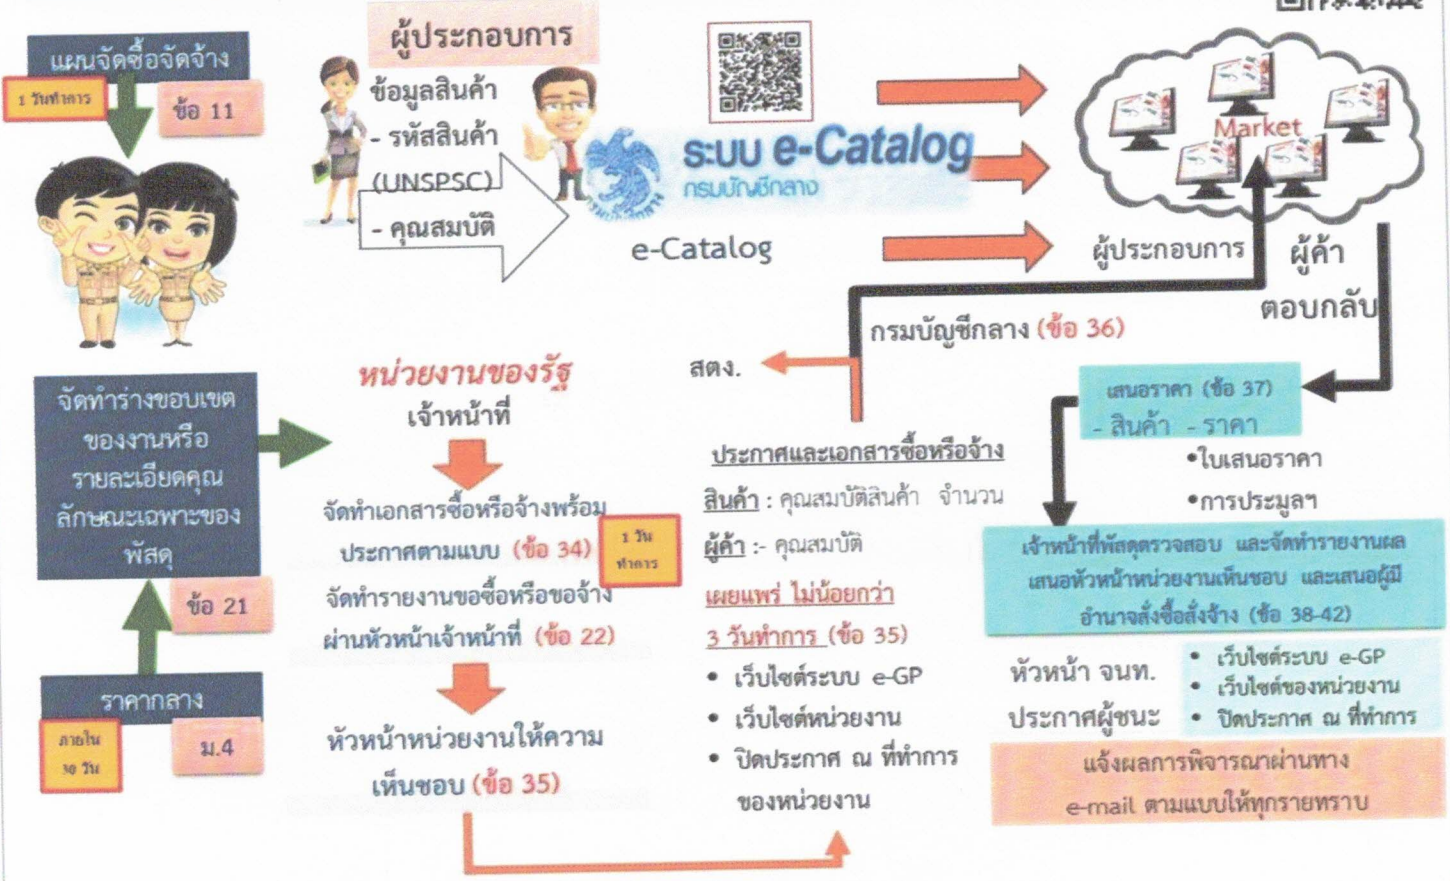 แผนจัดซื้อจัดจ้าง
1 วันทำการ
ข้อ 11
ผู้ประกอบการ
ข้อมูลสินค้า
- รหัสสินค้า
(UNSPSC)
- คุณสมบัติ
ระบบ e-Catalog
กรมบัญชีกลาง
กรมบัญชีกลาง
e-Catalog
Market
ผู้ประกอบการ
ผู้ค้า
ตอบกลับ
กรมบัญชีกลาง (ข้อ 36)
สตง.
จัดทำร่างขอบเขต
ของงานหรือ
รายละเอียดคุณ
ลักษณะเฉพาะของ
พัสดุ
ข้อ 21
ราคากลาง
ภายใน
30 วัน
ม.4
หน่วยงานของรัฐ
เจ้าหน้าที่
จัดทำเอกสารซื้อหรือจ้างพร้อม
ประกาศตามแบบ (ข้อ 34)
1 วัน
ทำการ
จัดทำรายงานขอซื้อหรือขอจ้าง
ผ่านหัวหน้าเจ้าหน้าที่ (ข้อ 22)
หัวหน้าหน่วยงานให้ความ
เห็นชอบ (ข้อ 35)
ประกาศและเอกสารซื้อหรือจ้าง
สินค้า : คุณสมบัติสินค้า จำนวน
ผู้ค้า :- คุณสมบัติ
เผยแพร่ ไม่น้อยกว่า
3 วันทำการ (ข้อ 35)
• เว็บไซต์ระบบ e-GP
• เว็บไซต์หน่วยงาน
• ปิดประกาศ ณ ที่ทำการ
ของหน่วยงาน
เสนอราคา (ข้อ 37)
- สินค้า - ราคา
•ใบเสนอราคา
•การประมูลฯ
เจ้าหน้าที่พัสดุตรวจสอบ และจัดทำรายงานผล
เสนอหัวหน้าหน่วยงานเห็นชอบ และเสนอผู้มี
อำนาจสั่งซื้อสั่งจ้าง (ข้อ 38-42)
หัวหน้า จนท.
ประกาศผู้ชนะ
• เว็บไซต์ระบบ e-GP
• เว็บไซต์ของหน่วยงาน
• ปิดประกาศ ณ ที่ทำการ
แจ้งผลการพิจารณาผ่านทาง
e-mail ตามแบบให้ทุกรายทราบ